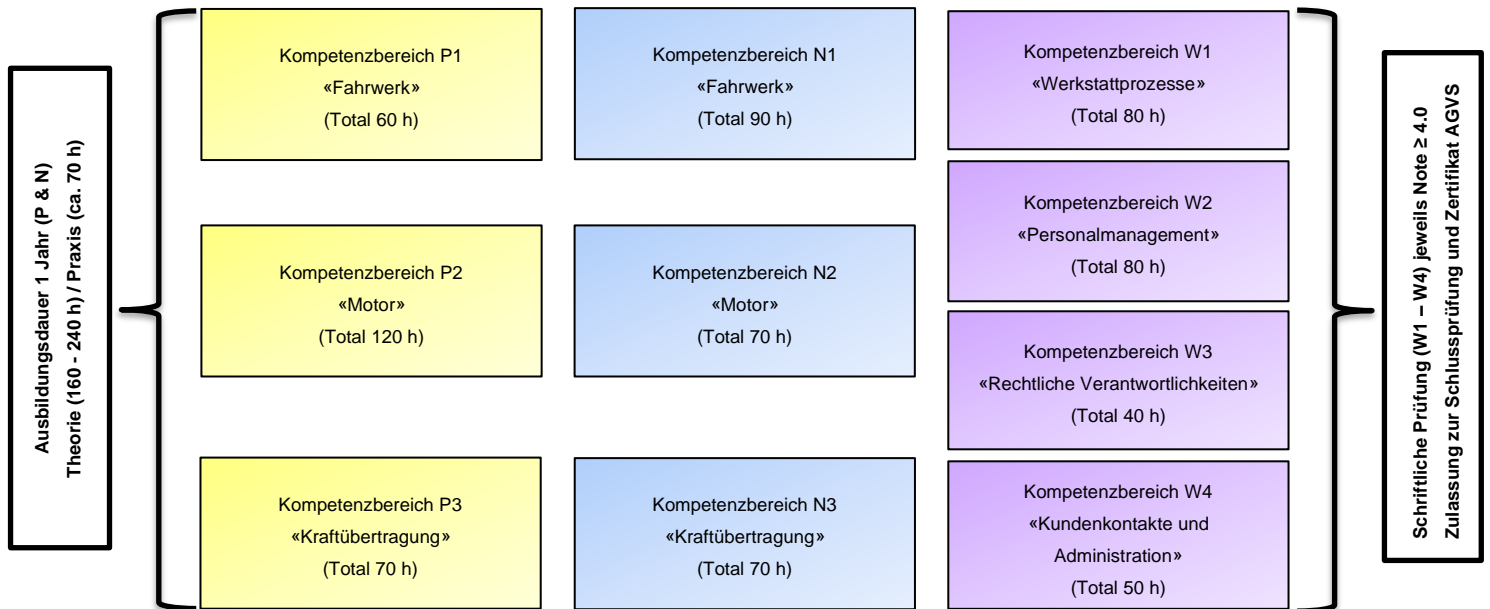 Ausbildungsdauer 1 Jahr (P & N)
Theorie (160 - 240 h) / Praxis (ca. 70 h)
Kompetenzbereich P1
«Fahrwerk»
(Total 60 h)
Kompetenzbereich P2
«Motor»
(Total 120 h)
Kompetenzbereich P3
«Kraftübertragung»
(Total 70 h)
Kompetenzbereich N1
«Fahrwerk»
(Total 90 h)
Kompetenzbereich N2
«Motor»
(Total 70 h)
Kompetenzbereich N3
«Kraftübertragung»
(Total 70 h)
Kompetenzbereich W1
«Werkstattprozesse»
(Total 80 h)
Kompetenzbereich W2
«Personalmanagement»
(Total 80 h)
Kompetenzbereich W3
«Rechtliche Verantwortlichkeiten»
(Total 40 h)
Kompetenzbereich W4
«Kundenkontakte und
Administration»
(Total 50 h)
Schriftliche Prüfung (W1 – W4) jeweils Note ≥ 4.0
Zulassung zur Schlussprüfung und Zertifikat AGVS